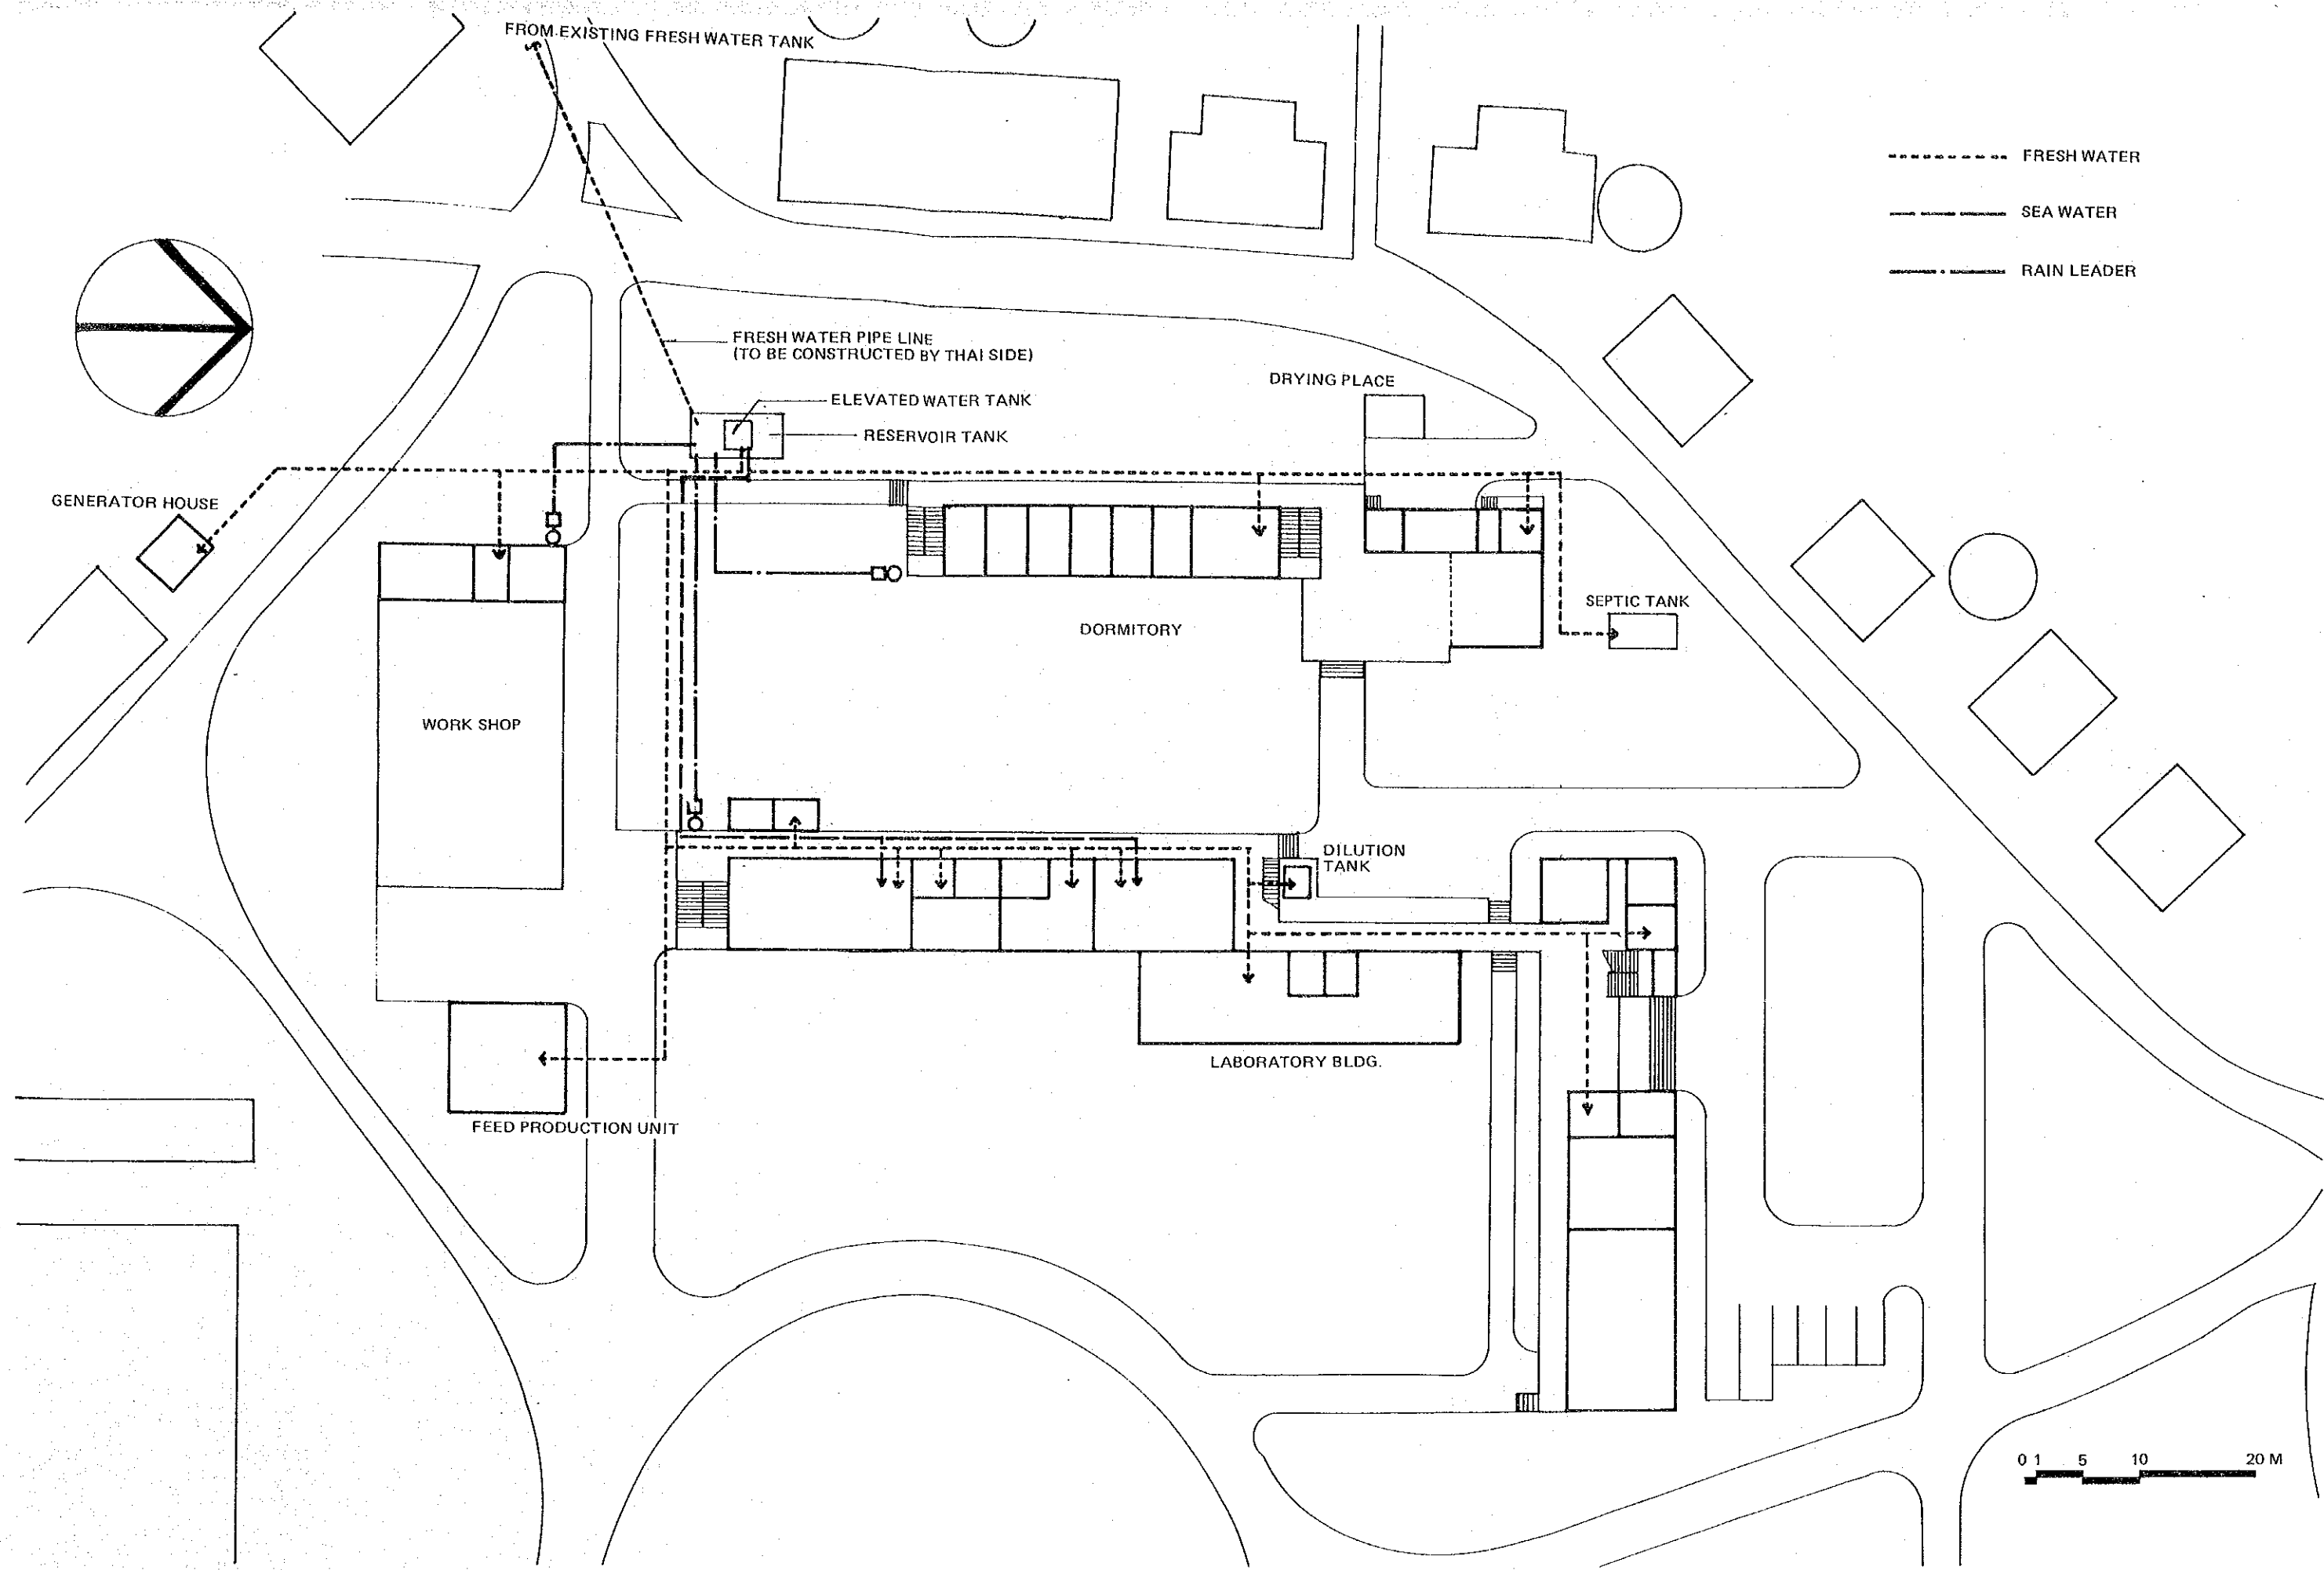 FROM EXISTING FRESH WATER TANK
FRESH WATER
SEA WATER
RAIN LEADER
FRESH WATER PIPE LINE
(TO BE CONSTRUCTED BY THAI SIDE)
DRYING PLACE
ELEVATED WATER TANK
RESERVOIR TANK
GENERATOR HOUSE
SEPTIC TANK
DORMITORY
WORK SHOP
DILUTION
TANK
LABORATORY BLDG.
FEED PRODUCTION UNIT
0 1 5 10 20 M